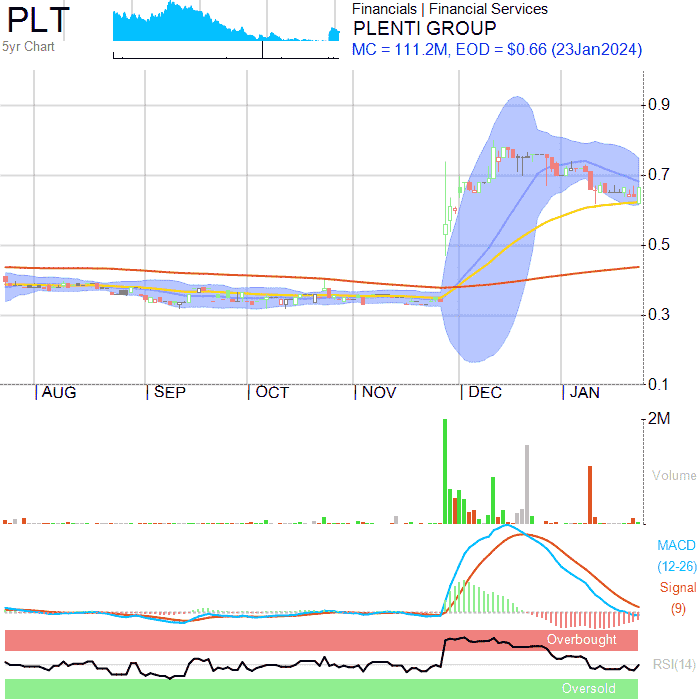 PLT
5yr Chart
Financials | Financial Services
PLENTI GROUP
MC = 111.2M, EOD = $0.66 (23Jan2024)
0.9
0.7
0.5
0.3
0.1
AUG SEP OCT NOV DEC JAN
2M
Volume
MACD
(12-26)
Signal
(9)
Overbought
RSI(14)
Oversold